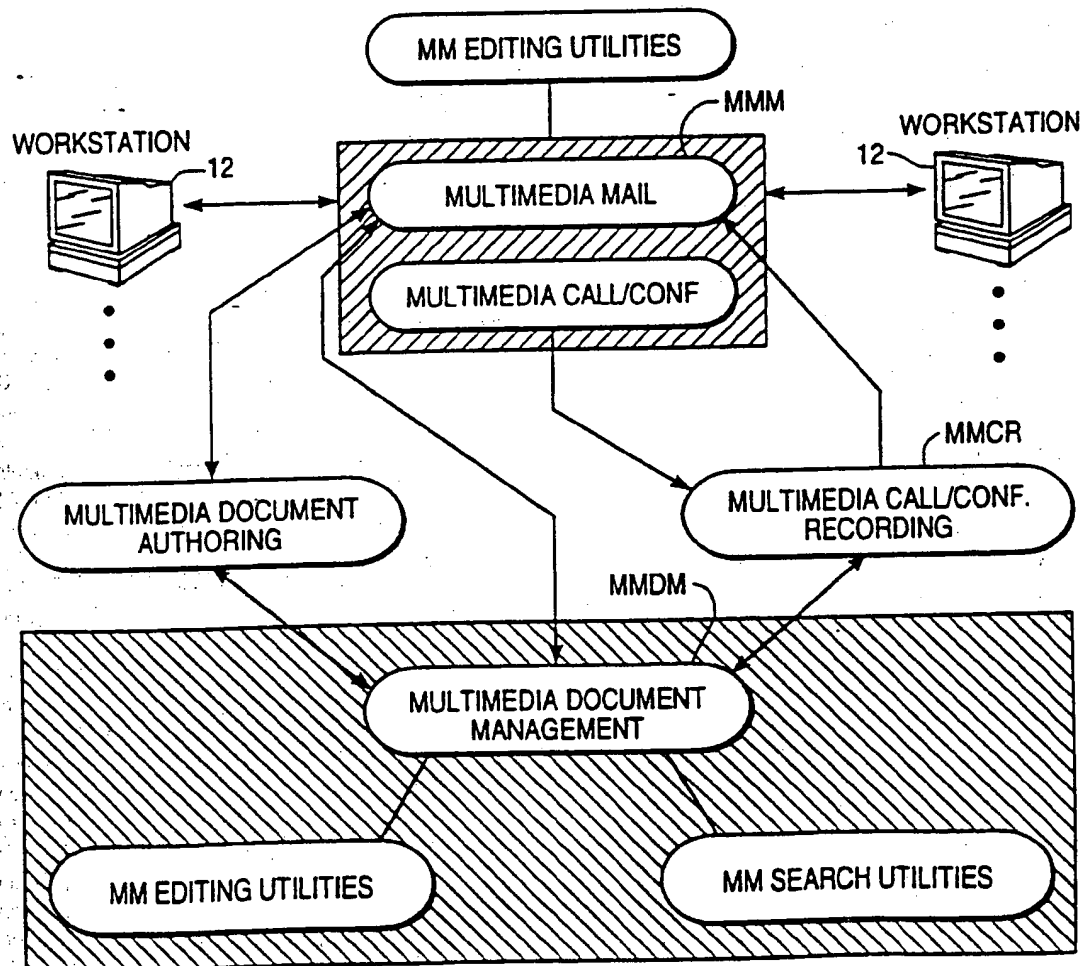 MM EDITING UTILITIES
MMM
WORKSTATION
12
WORKSTATION
12
MULTIMEDIA MAIL
MULTIMEDIA CALL/CONF
MMCR
MULTIMEDIA DOCUMENT
AUTHORING
MULTIMEDIA CALL/CONF.
RECORDING
MMDM
MULTIMEDIA DOCUMENT
MANAGEMENT
MM EDITING UTILITIES
MM SEARCH UTILITIES